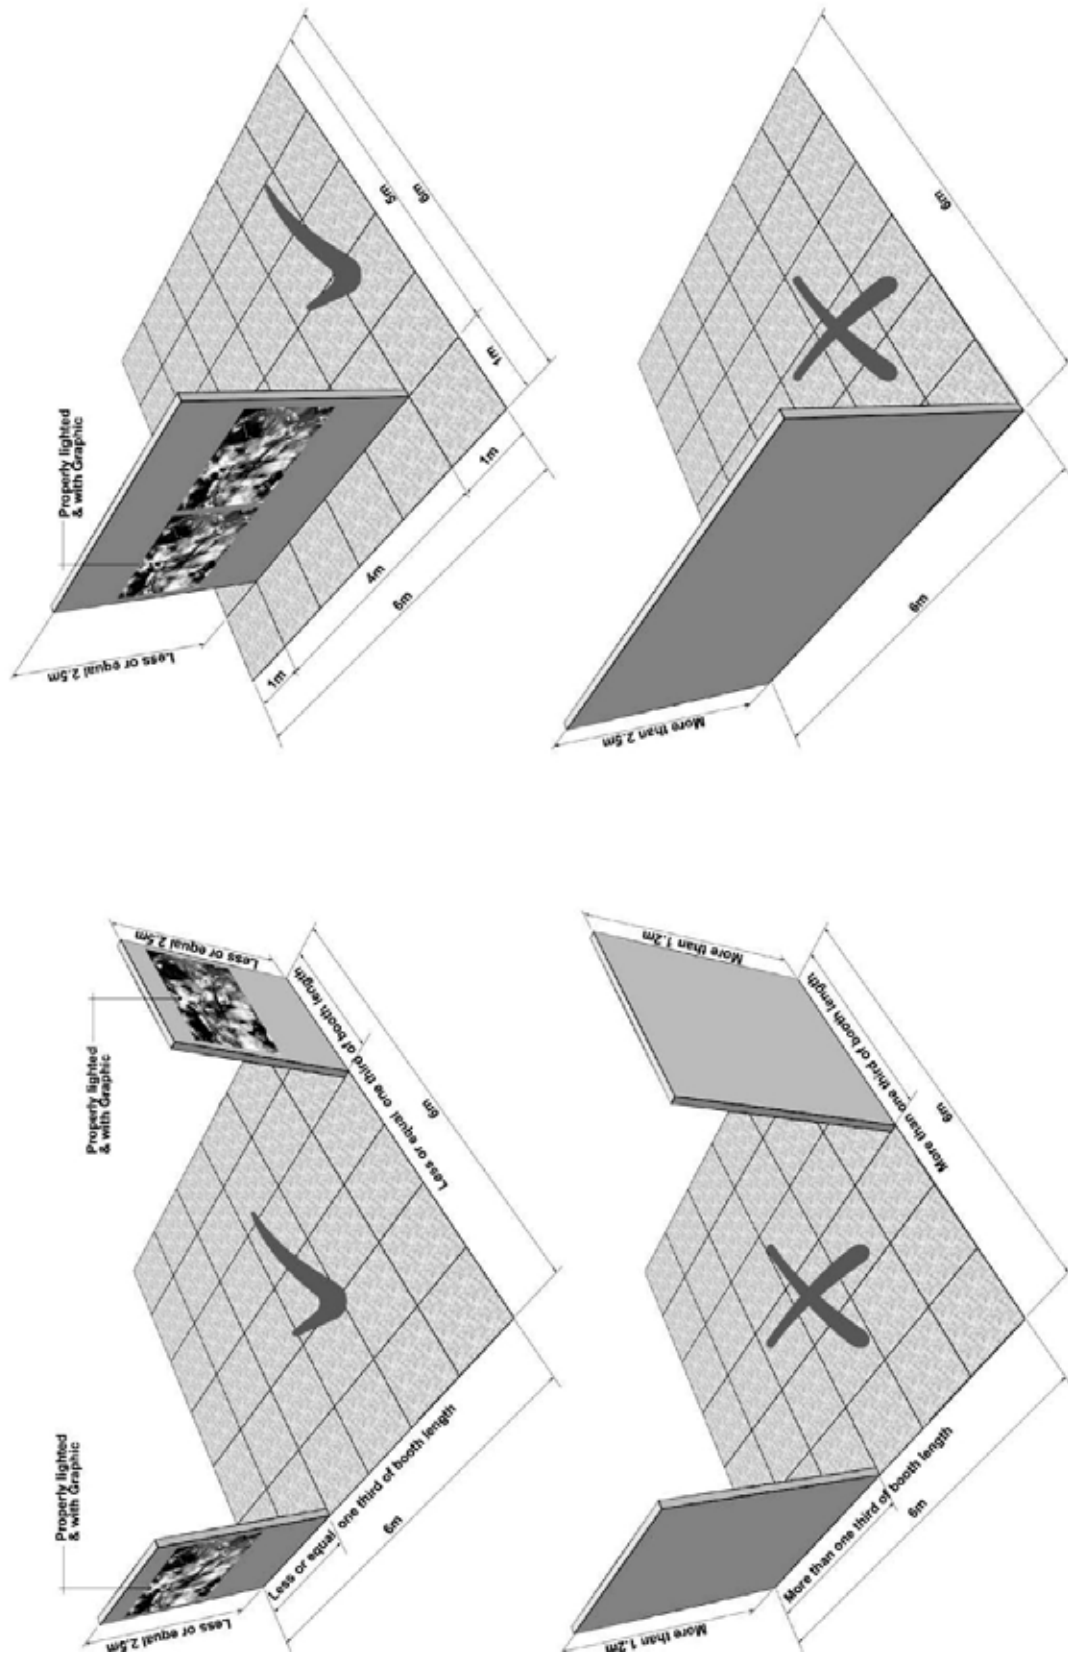 Properly lighted
& with Graphic
Less or equal 2.5m
1m
4m
6m
1m
1m
5m
6m
More than 2.5m
6m
6m
Properly lighted
& with Graphic
Less or equal 2.5m
Less or equal one third of booth length
6m
Properly lighted
& with Graphic
Less or equal 2.5m
Less or equal one third of booth length
6m
More than 1.2m
More than one third of booth length
6m
More than 1.2m
More than one third of booth length
6m